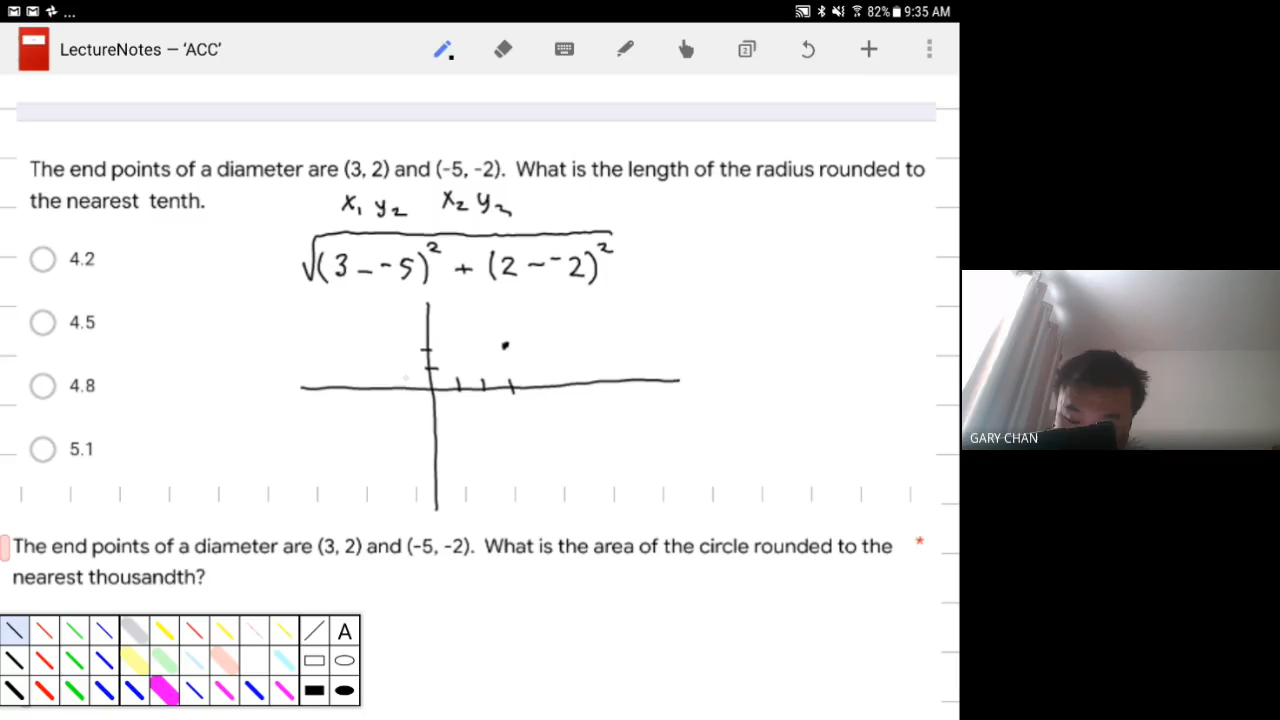 ... 82% 9:35 AM
LectureNotes — ‘ACC’
2
The end points of a diameter are (3, 2) and (-5, -2). What is the length of the radius rounded to
the nearest tenth.
x₁ y₂ x₂ y₂
√(3 - -5)² + (2 - -2)²
4.2
4.5
4.8
5.1
GARY CHAN
The end points of a diameter are (3, 2) and (-5, -2). What is the area of the circle rounded to the *
nearest thousandth?
A